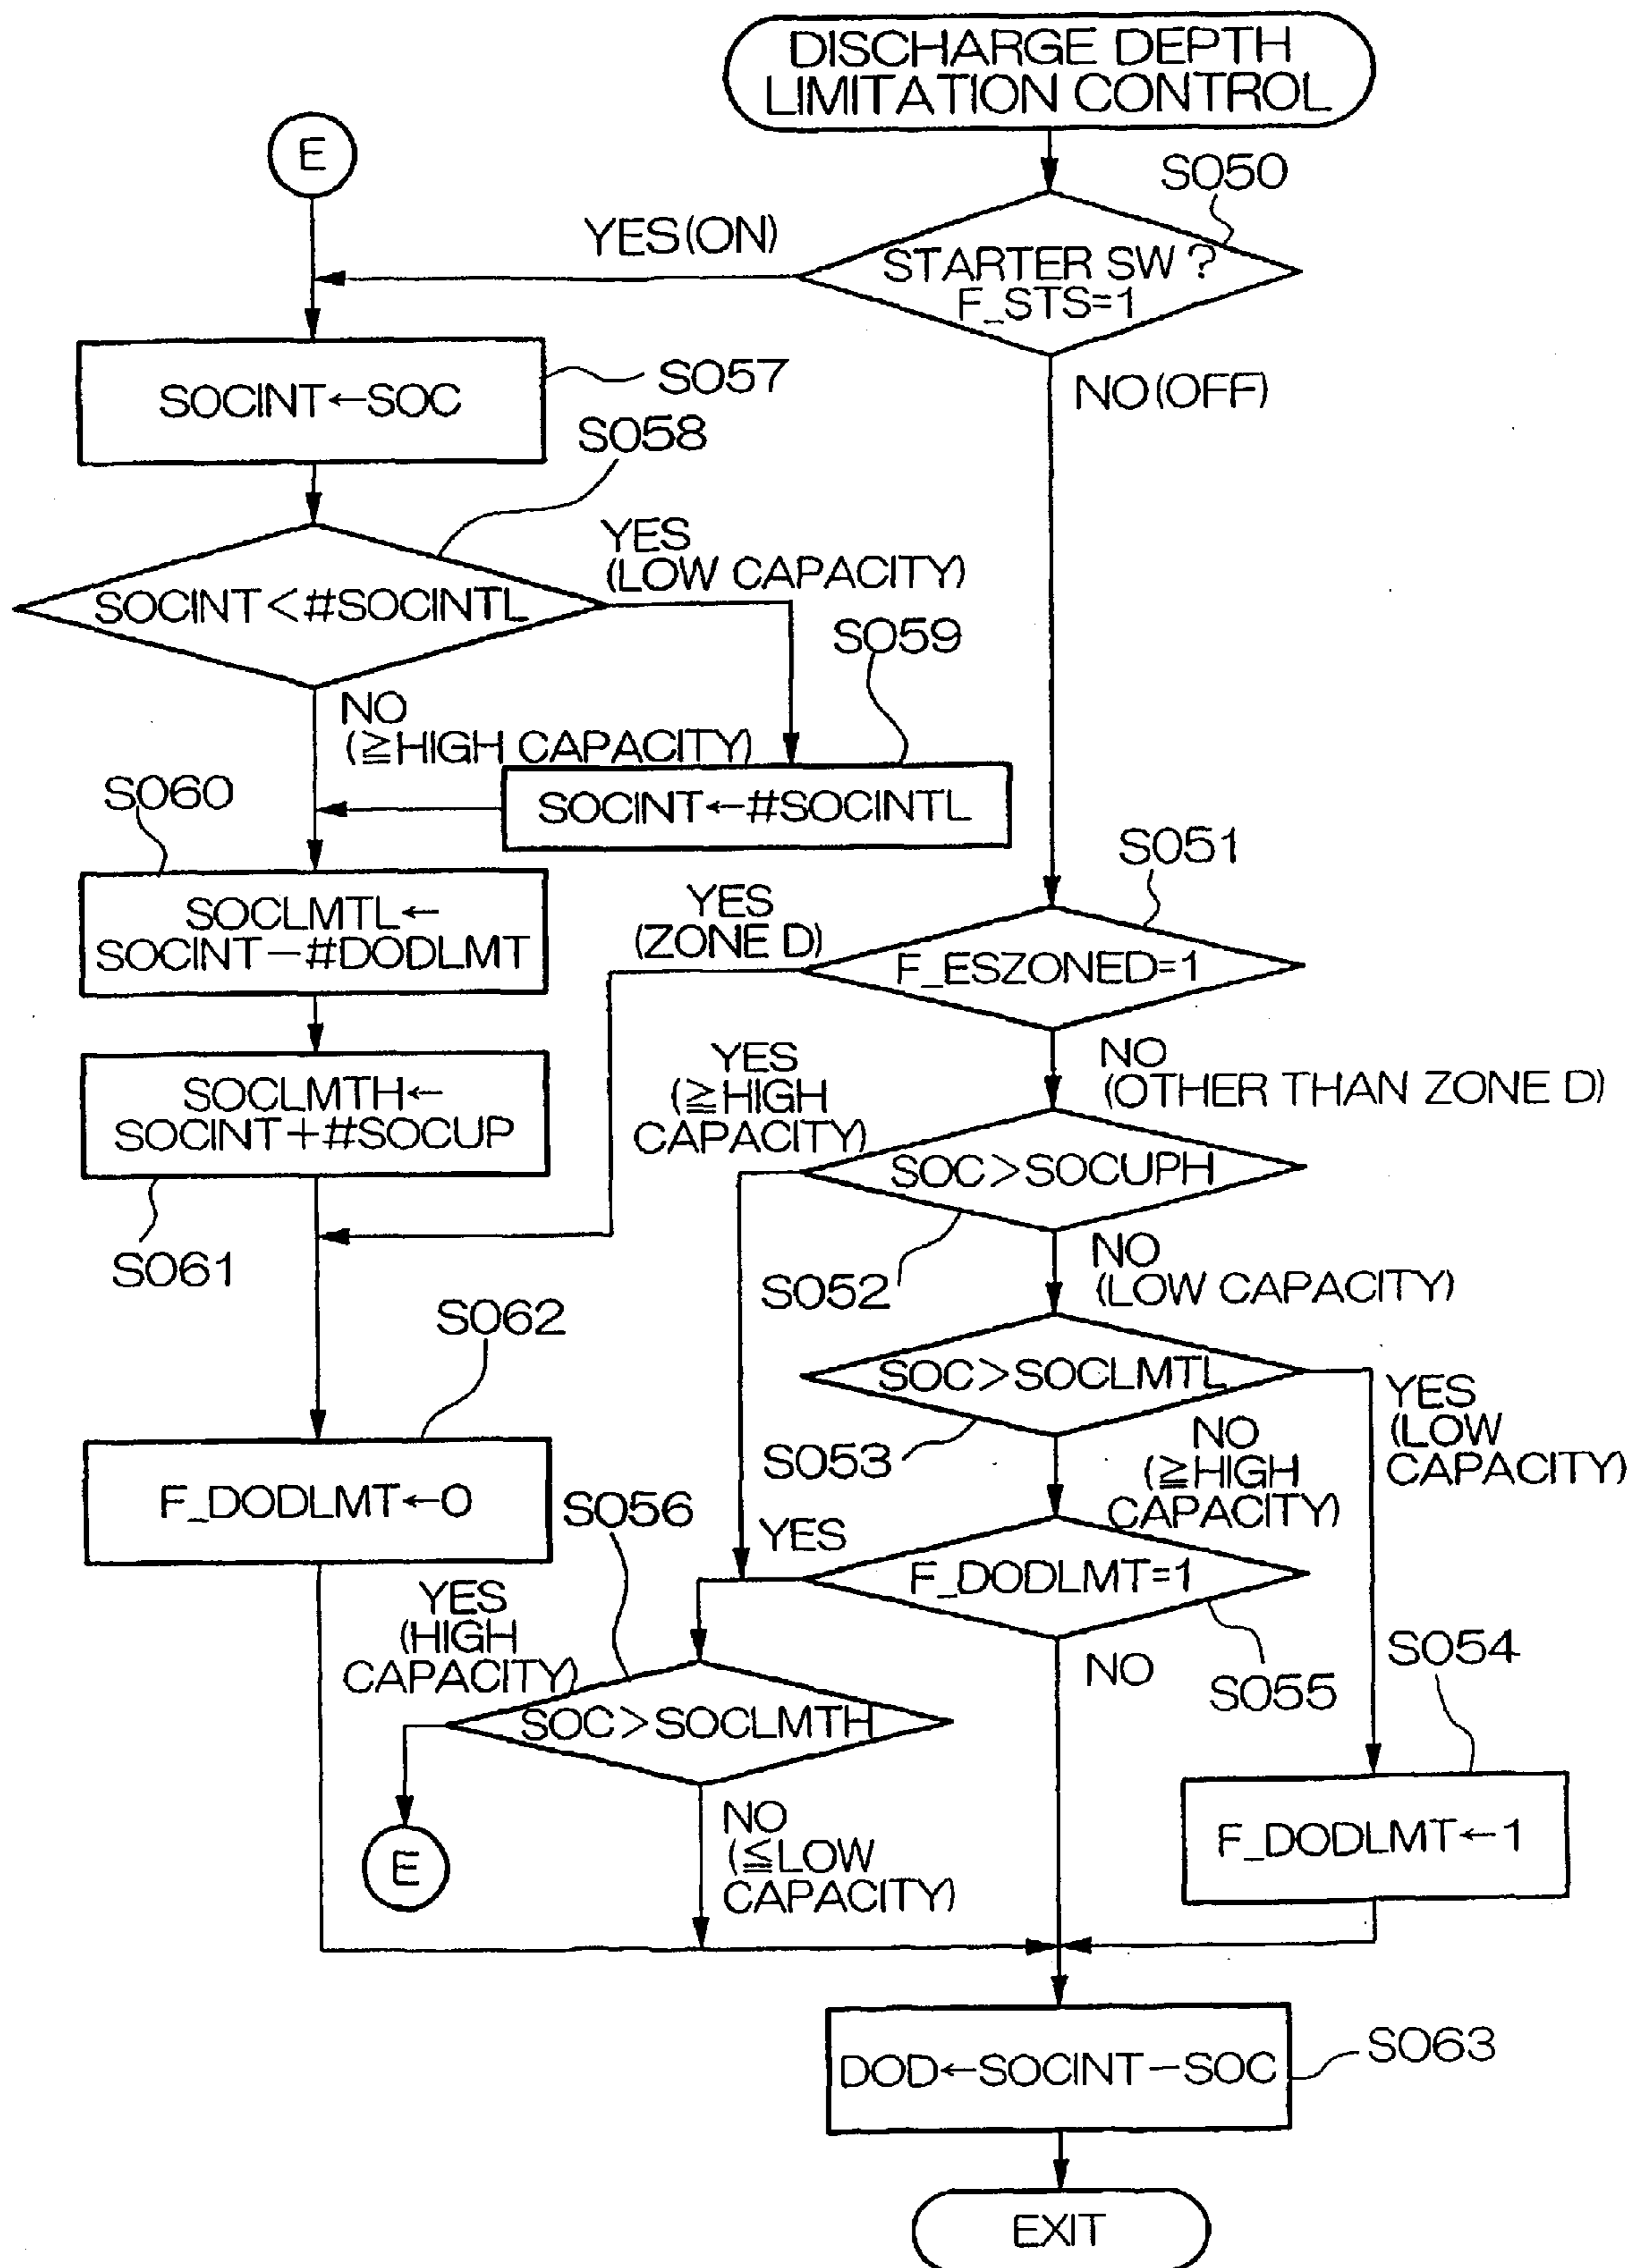 DISCHARGE DEPTH
LIMITATION CONTROL
E
S050
YES(ON)
STARTER SW ?
F_STS=1
NO(OFF)
SOCINT←SOC
S057
S058
YES
(LOW CAPACITY)
SOCINT<#SOCINTL
S059
NO
(≧HIGH CAPACITY)
SOCINT←#SOCINTL
S060
SOCLMTL←
SOCINT-#DODLMT
S051
YES
(ZONE D)
F_ESZONED=1
NO
(OTHER THAN ZONE D)
SOCLMTH←
SOCINT+#SOCUP
S061
YES
(≧HIGH
CAPACITY)
SOC>SOCUPH
S052
NO
(LOW CAPACITY)
S062
SOC>SOCLMTL
S053
YES
(LOW
CAPACITY)
NO
(≧HIGH
CAPACITY)
F_DODLMT←0
S056
YES
F_DODLMT=1
S055
NO
S054
YES
(HIGH
CAPACITY)
SOC>SOCLMTH
E
NO
(≦LOW
CAPACITY)
F_DODLMT←1
DOD←SOCINT-SOC
S063
EXIT